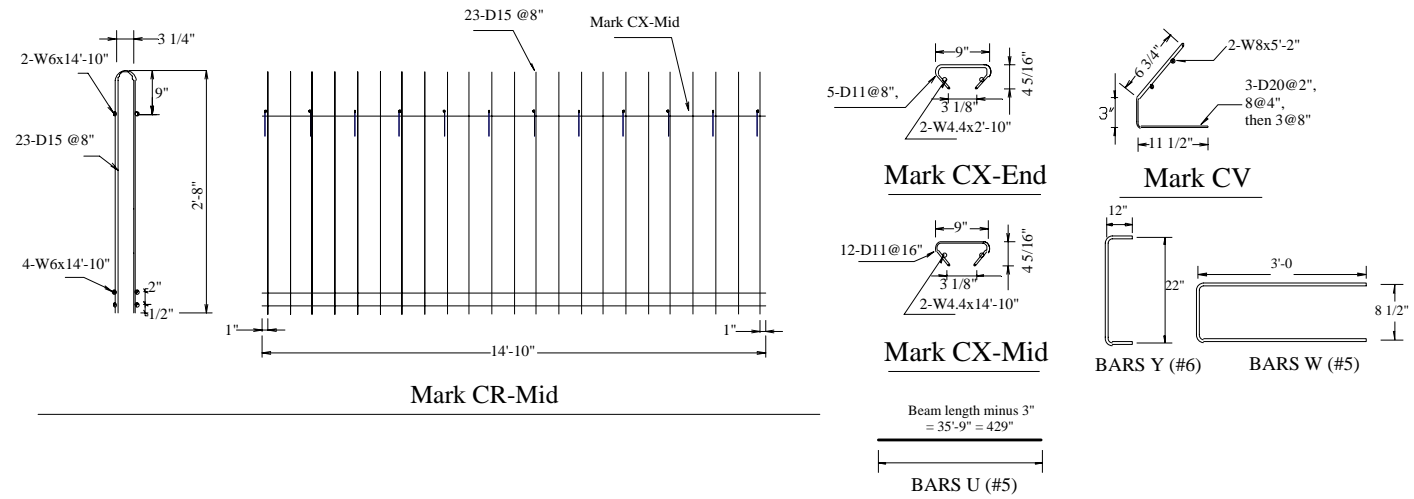 3 1/4"
2-W6x14'-10"
9"
23-D15 @8"
2'-8"
4-W6x14'-10"
2"
1/2"
23-D15 @8"
Mark CX-Mid
1"
1"
14'-10"
Mark CR-Mid
9"
5-D11@8",
4 5/16"
3 1/8"
2-W4.4x2'-10"
Mark CX-End
9"
12-D11@16"
4 5/16"
3 1/8"
2-W4.4x14'-10"
Mark CX-Mid
Beam length minus 3"
= 35'-9" = 429"
BARS U (#5)
6 3/4"
2-W8x5'-2"
3-D20@2",
8@4",
then 3@8"
3"
11 1/2"
Mark CV
12"
22"
BARS Y (#6)
3'-0
8 1/2"
BARS W (#5)